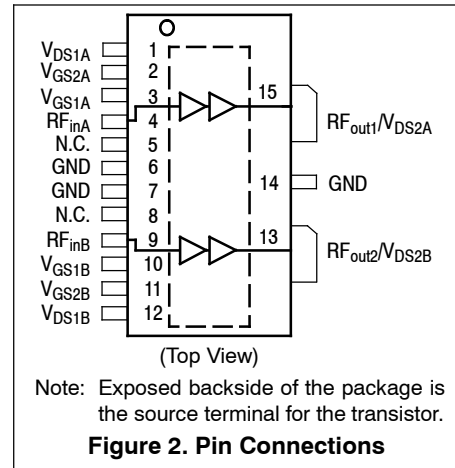 V_DS1A 1
V_GS2A 2
V_GS1A 3
RF_inA 4
N.C. 5
GND 6
GND 7
N.C. 8
RF_inB 9
V_GS1B 10
V_GS2B 11
V_DS1B 12
15 RF_out1/V_DS2A
14 GND
13 RF_out2/V_DS2B
(Top View)
Note: Exposed backside of the package is
the source terminal for the transistor.
Figure 2. Pin Connections